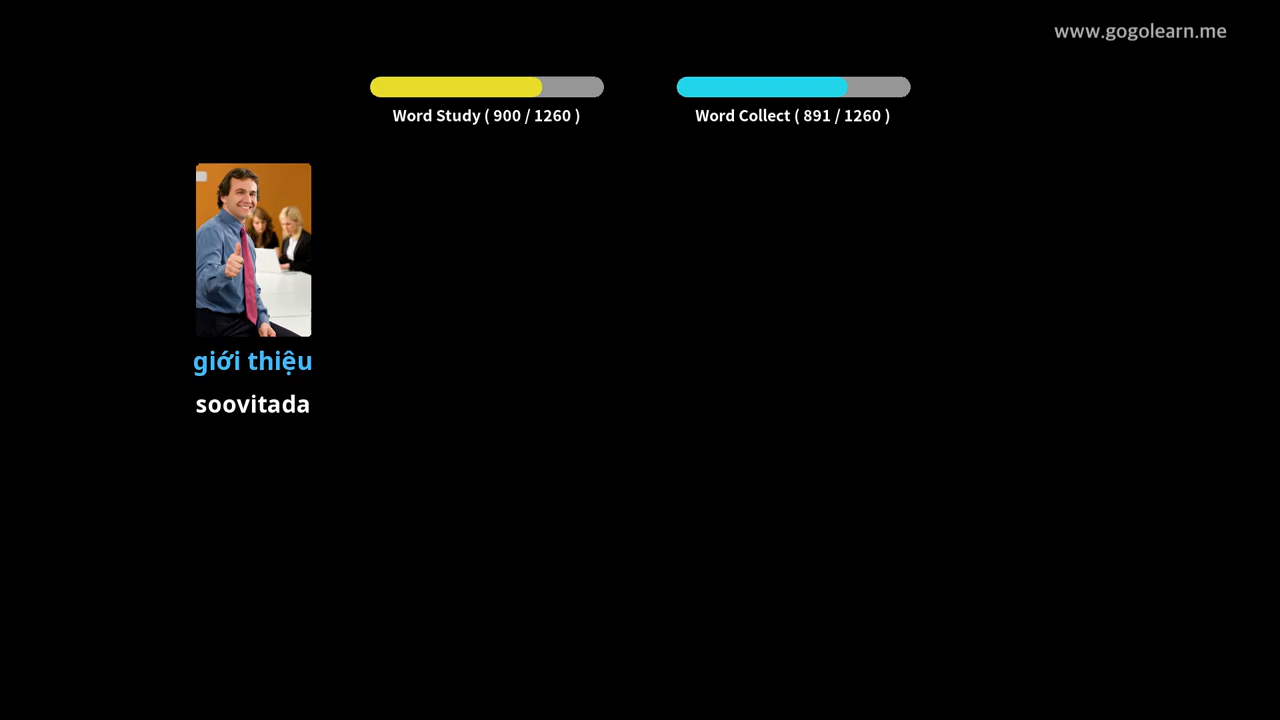 www.gogolearn.me
Word Study ( 900 / 1260 )
Word Collect ( 891 / 1260 )
giới thiệu
soovitada